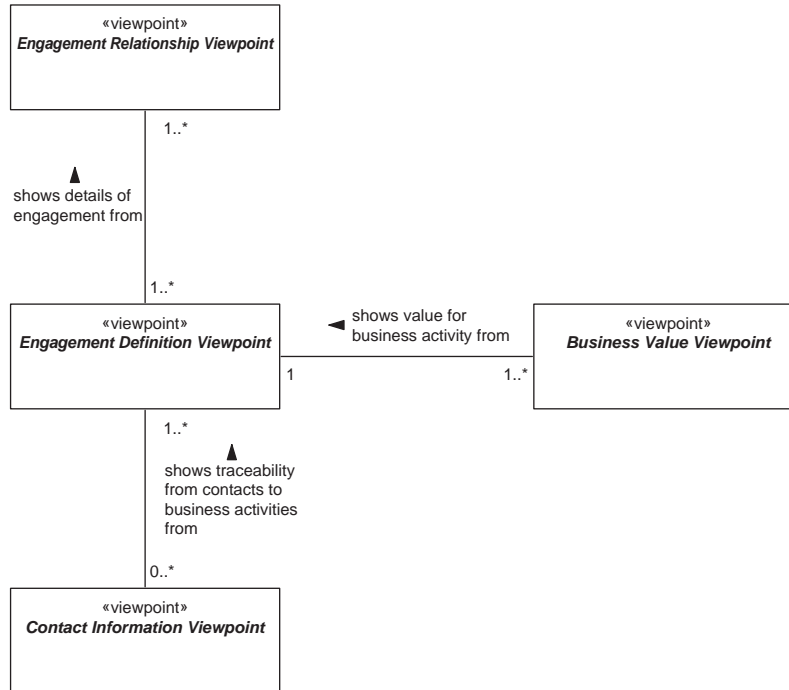 «viewpoint»
Engagement Relationship Viewpoint
1..*
shows details of
engagement from
1..*
«viewpoint»
Engagement Definition Viewpoint
shows value for
business activity from
1
1..*
«viewpoint»
Business Value Viewpoint
1..*
shows traceability
from contacts to
business activities
from
0..*
«viewpoint»
Contact Information Viewpoint